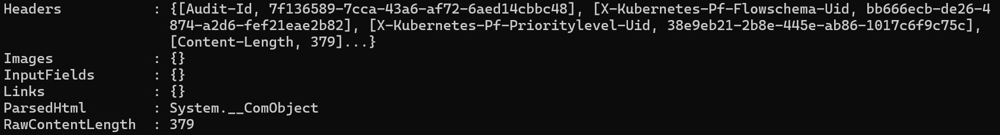 Headers           : {[Audit-Id, 7f136589-7cca-43a6-af72-6aed14cbbc48], [X-Kubernetes-Pf-Flowschema-Uid, bb666ecb-de26-4
                    874-a2d6-fef21eae2b82], [X-Kubernetes-Pf-Prioritylevel-Uid, 38e9eb21-2b8e-445e-ab86-1017c6f9c75c],
                    [Content-Length, 379]...}
Images            : {}
InputFields       : {}
Links             : {}
ParsedHtml        : System.__ComObject
RawContentLength  : 379